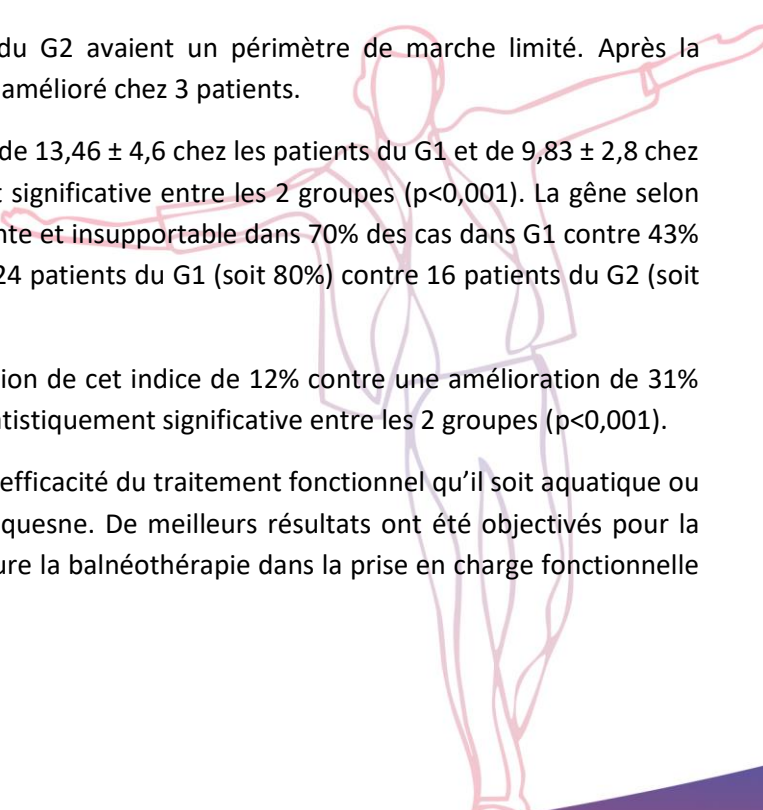 du G2 avaient un périmètre de marche limité. Après la
amélioré chez 3 patients.
de 13,46 ± 4,6 chez les patients du G1 et de 9,83 ± 2,8 chez
significative entre les 2 groupes (p<0,001). La gêne selon
nte et insupportable dans 70% des cas dans G1 contre 43%
24 patients du G1 (soit 80%) contre 16 patients du G2 (soit
ion de cet indice de 12% contre une amélioration de 31%
tistiquement significative entre les 2 groupes (p<0,001).
efficacité du traitement fonctionnel qu’il soit aquatique ou
quesne. De meilleurs résultats ont été objectivés pour la
ure la balnéothérapie dans la prise en charge fonctionnelle